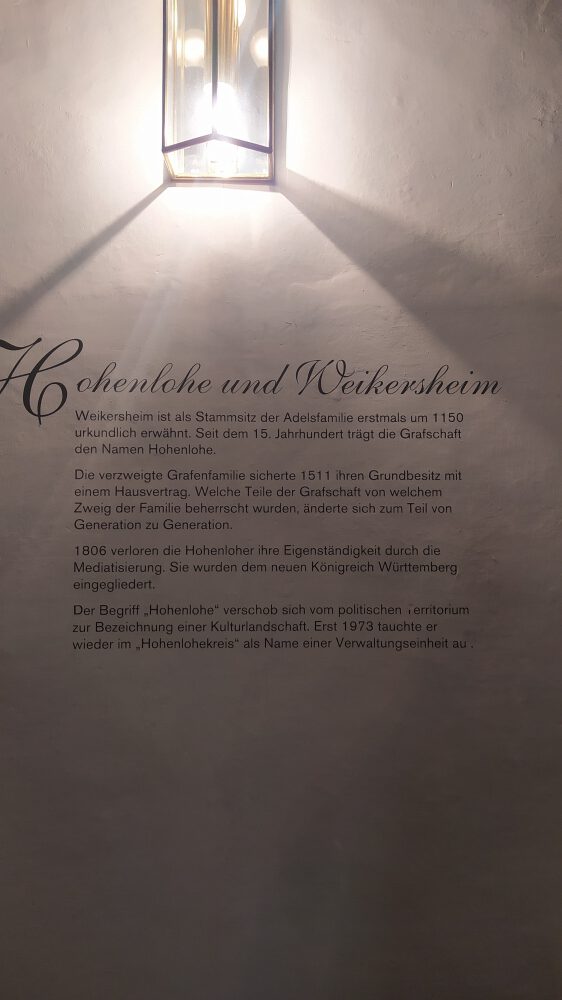 Hohenlohe und Weikersheim
Weikersheim ist als Stammsitz der Adelsfamilie erstmals um 1150
urkundlich erwähnt. Seit dem 15. Jahrhundert trägt die Grafschaft
den Namen Hohenlohe.
Die verzweigte Grafenfamilie sicherte 1511 ihren Grundbesitz mit
einem Hausvertrag. Welche Teile der Grafschaft von welchem
Zweig der Familie beherrscht wurden, änderte sich zum Teil von
Generation zu Generation.
1806 verloren die Hohenloher ihre Eigenständigkeit durch die
Mediatisierung. Sie wurden dem neuen Königreich Württemberg
eingegliedert.
Der Begriff „Hohenlohe“ verschob sich vom politischen Territorium
zur Bezeichnung einer Kulturlandschaft. Erst 1973 tauchte er
wieder im „Hohenlohekreis“ als Name einer Verwaltungseinheit au .